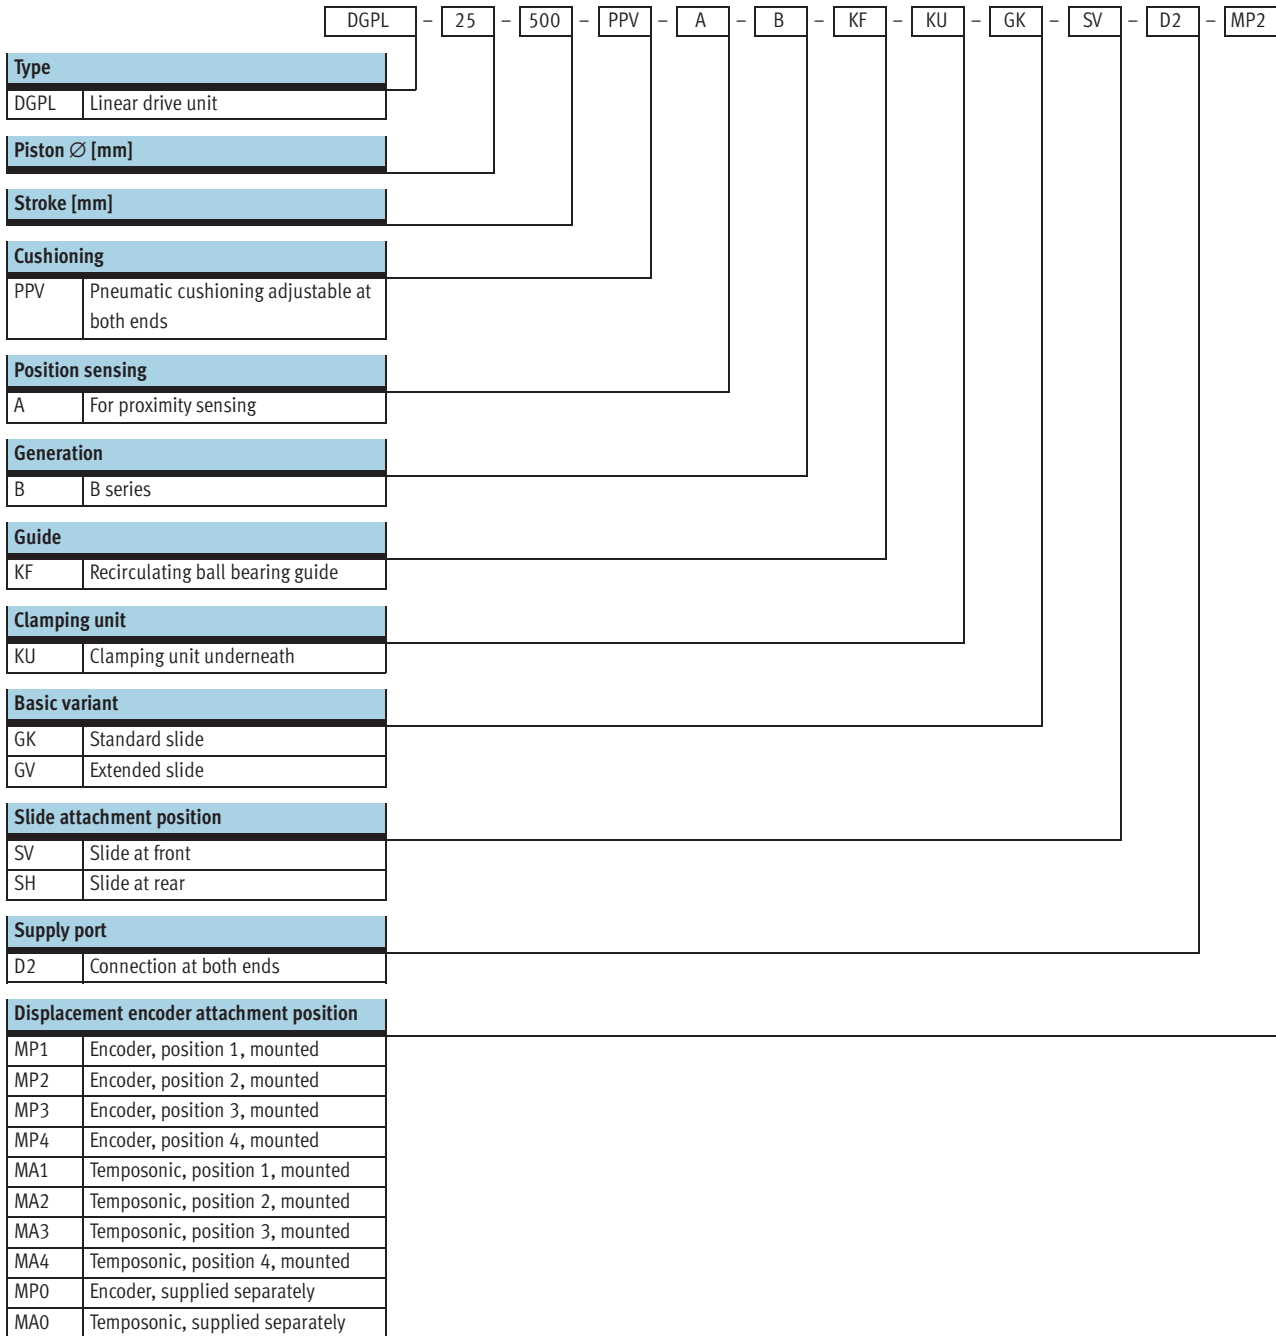 DGPL – 25 – 500 – PPV – A – B – KF – KU – GK – SV – D2 – MP2
Type
DGPL Linear drive unit
Piston ∅ [mm]
Stroke [mm]
Cushioning
PPV Pneumatic cushioning adjustable at
both ends
Position sensing
A For proximity sensing
Generation
B B series
Guide
KF Recirculating ball bearing guide
Clamping unit
KU Clamping unit underneath
Basic variant
GK Standard slide
GV Extended slide
Slide attachment position
SV Slide at front
SH Slide at rear
Supply port
D2 Connection at both ends
Displacement encoder attachment position
MP1 Encoder, position 1, mounted
MP2 Encoder, position 2, mounted
MP3 Encoder, position 3, mounted
MP4 Encoder, position 4, mounted
MA1 Temposonic, position 1, mounted
MA2 Temposonic, position 2, mounted
MA3 Temposonic, position 3, mounted
MA4 Temposonic, position 4, mounted
MP0 Encoder, supplied separately
MA0 Temposonic, supplied separately